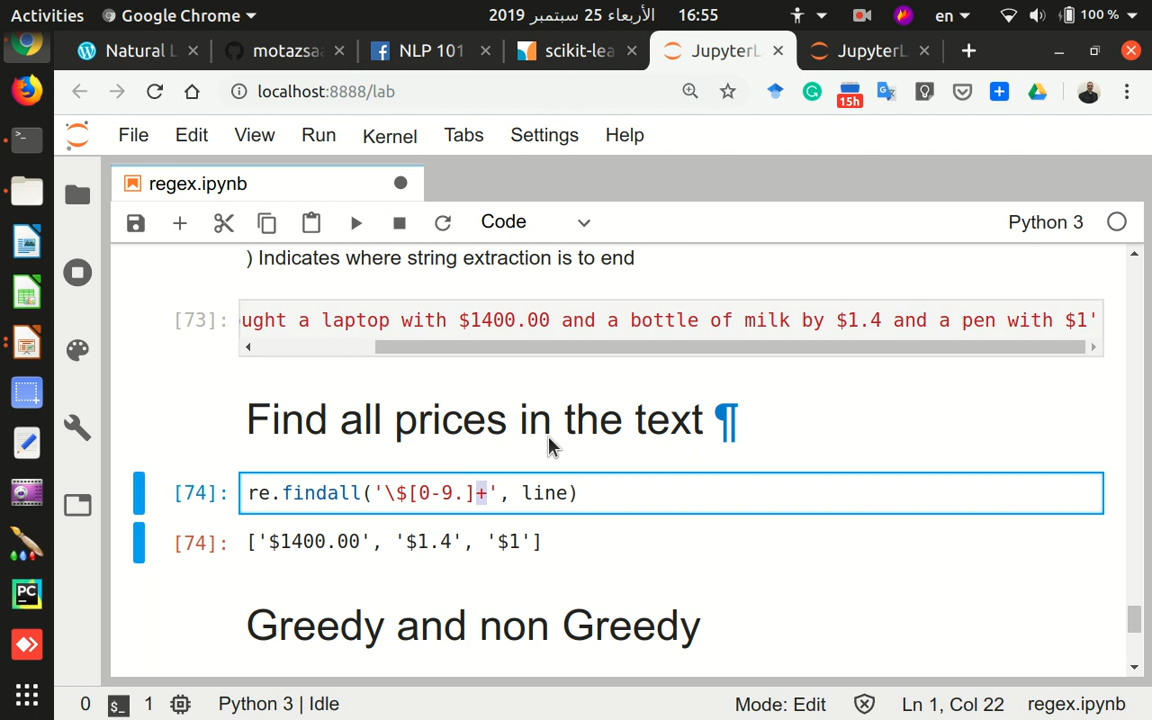 Activities Google Chrome الأربعاء 25 سبتمبر 2019 16:55 en 100 %
Natural L motazsaa NLP 101 scikit-lea JupyterL JupyterL
localhost:8888/lab 15h
File Edit View Run Kernel Tabs Settings Help
regex.ipynb
Code Python 3
) Indicates where string extraction is to end
[73]: ught a laptop with $1400.00 and a bottle of milk by $1.4 and a pen with $1'
Find all prices in the text ¶
[74]: re.findall('\$[0-9.]+', line)
[74]: ['$1400.00', '$1.4', '$1']
Greedy and non Greedy
0 1 Python 3 | Idle Mode: Edit Ln 1, Col 22 regex.ipynb